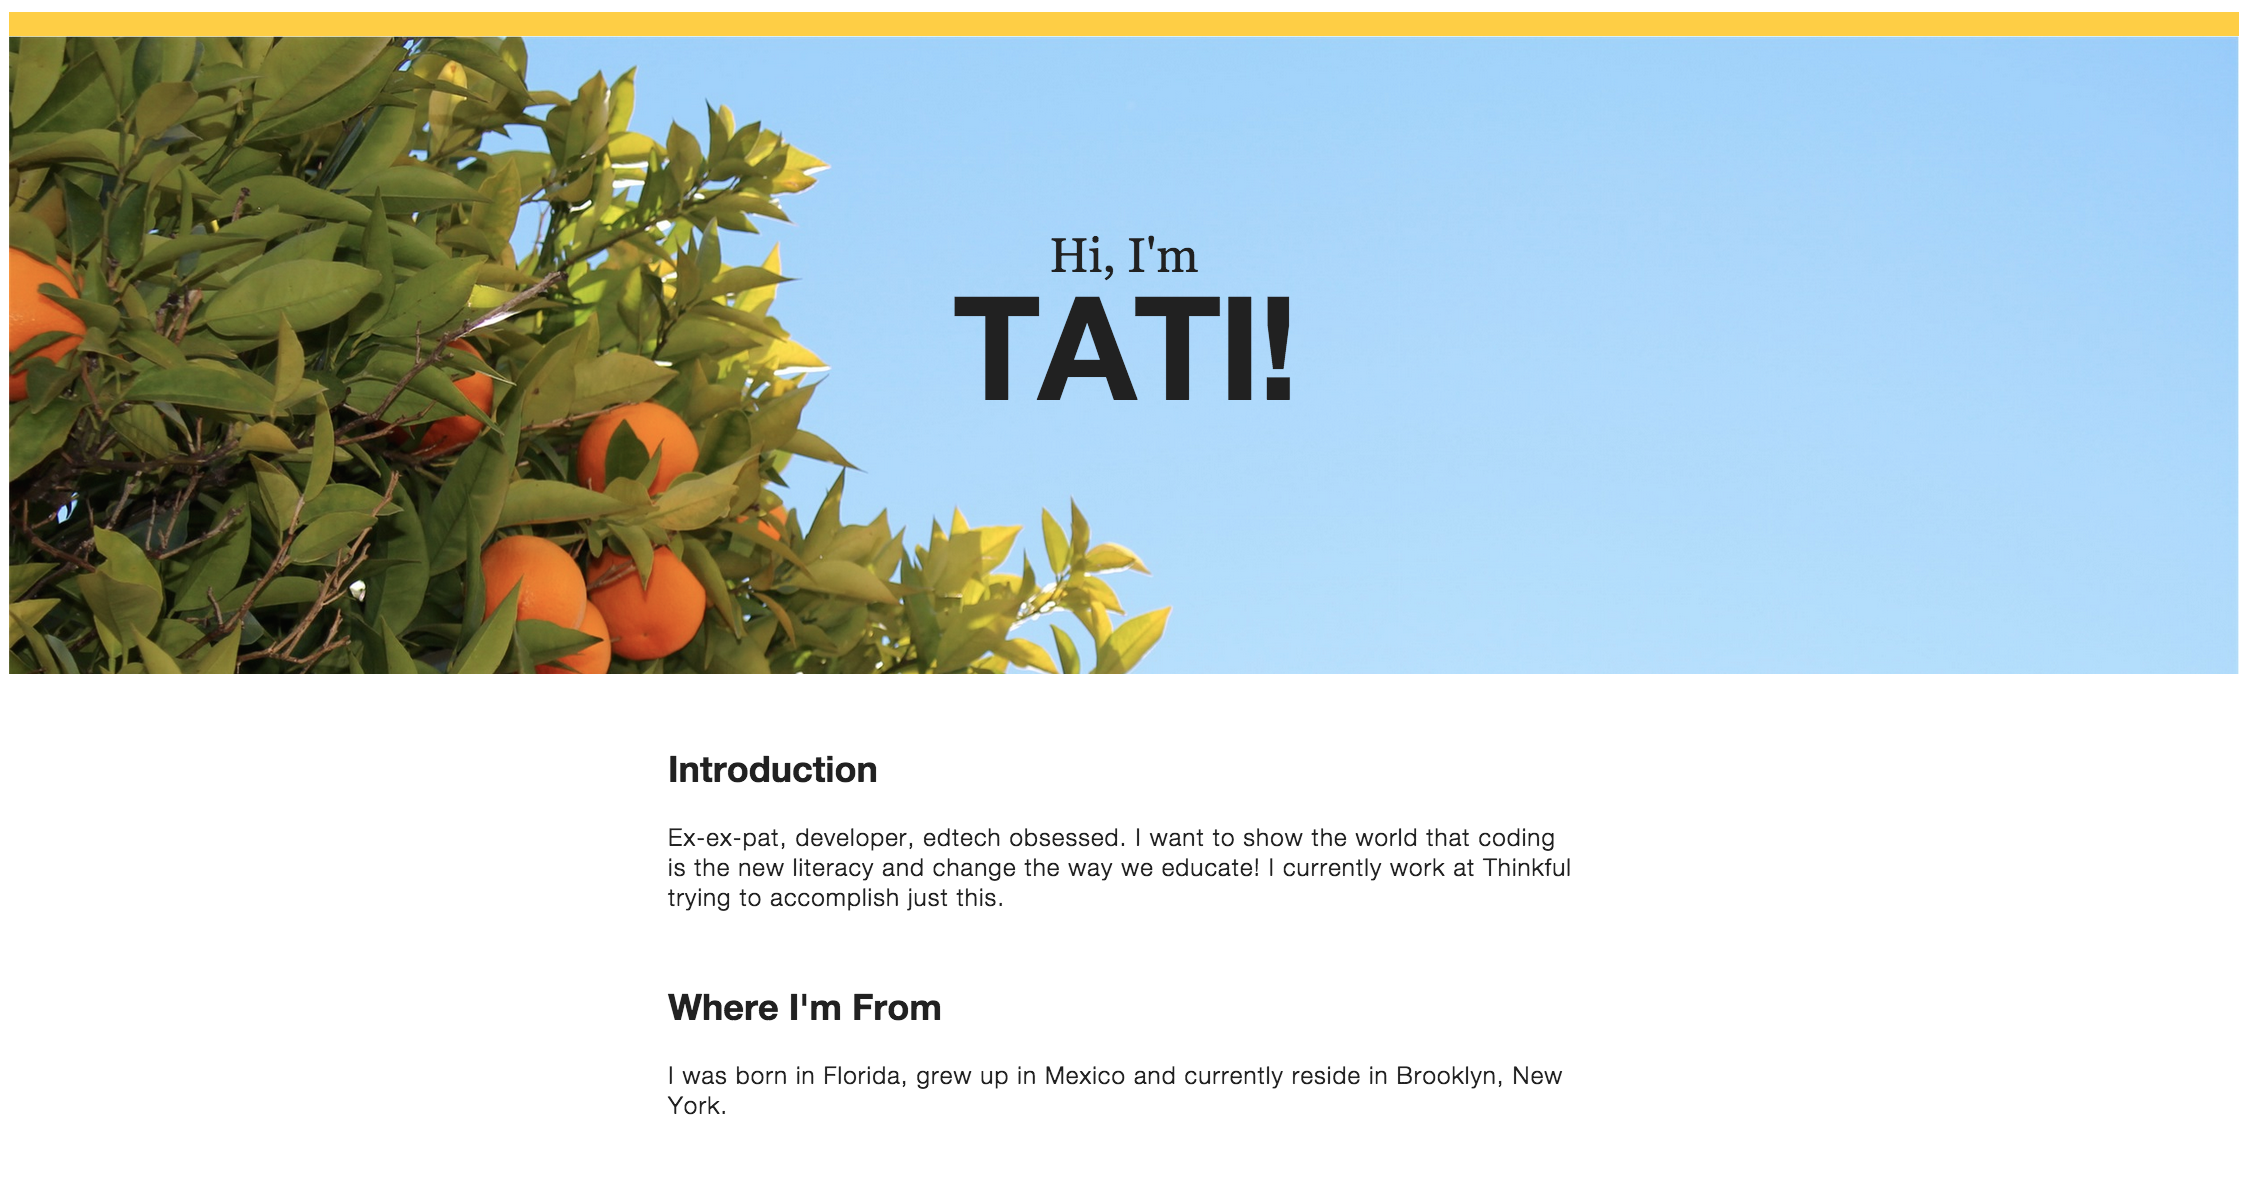 Hi, I'm
TATI!
Introduction
Ex-ex-pat, developer, edtech obsessed. I want to show the world that coding
is the new literacy and change the way we educate! I currently work at Thinkful
trying to accomplish just this.
Where I'm From
I was born in Florida, grew up in Mexico and currently reside in Brooklyn, New
York.